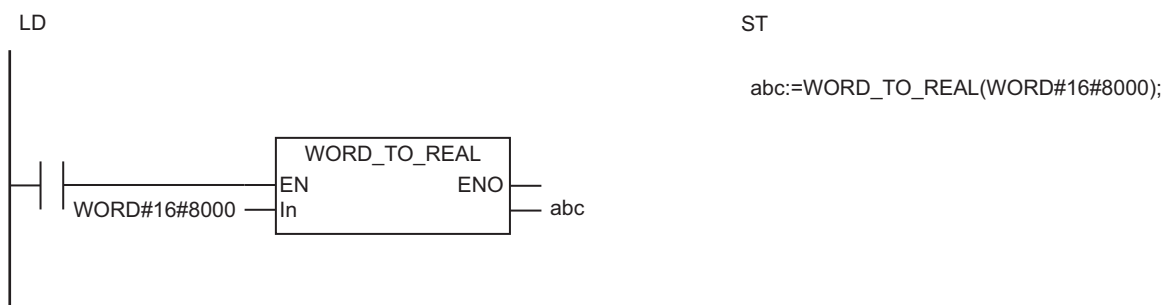 LD
ST
abc:=WORD_TO_REAL(WORD#16#8000);
WORD_TO_REAL
EN ENO
WORD#16#8000 In abc